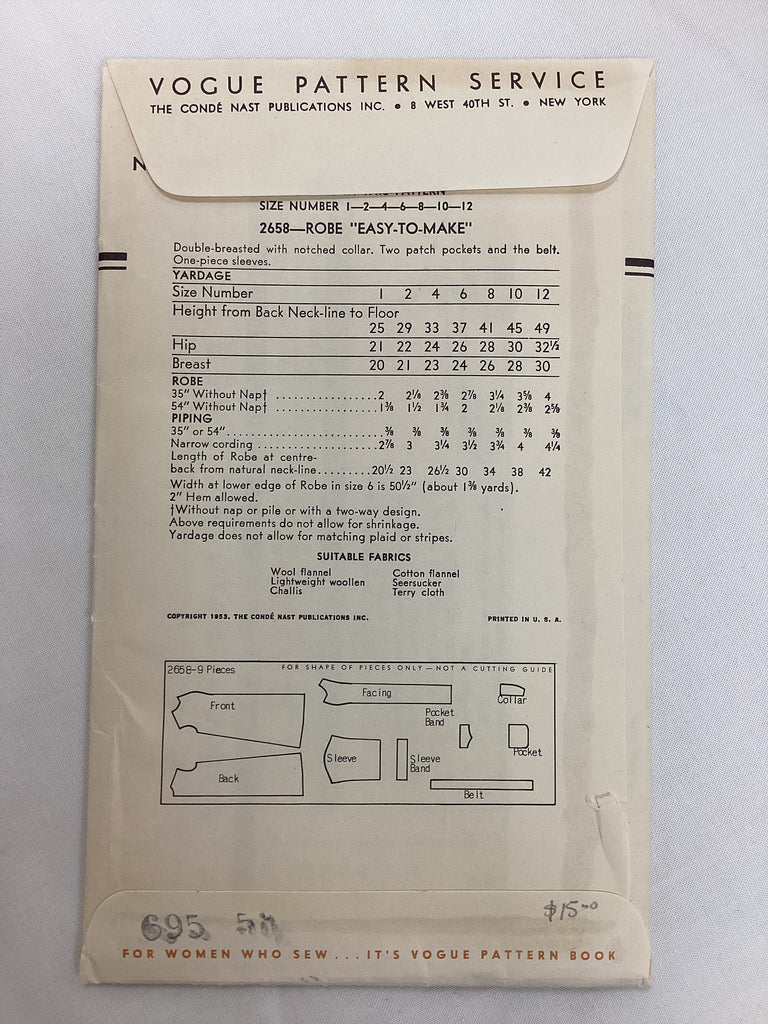 VOGUE PATTERN SERVICE
THE CONDÉ NAST PUBLICATIONS INC. • 8 WEST 40TH ST. • NEW YORK
N
SIZE NUMBER 1—2—4—6—8—10—12
2658—ROBE "EASY-TO-MAKE"
Double-breasted with notched collar. Two patch pockets and the belt.
One-piece sleeves.
YARDAGE
Size Number 1 2 4 6 8 10 12
Height from Back Neck-line to Floor
25 29 33 37 41 45 49
Hip 21 22 24 26 28 30 32½
Breast 20 21 23 24 26 28 30
ROBE
35" Without Nap† ..................2 2⅛ 2⅜ 2⅞ 3¼ 3⅝ 4
54" Without Nap† ..................1⅜ 1½ 1¾ 2 2⅛ 2⅜ 2⅝
PIPING
35" or 54"..........................⅜ ⅜ ⅜ ⅜ ⅜ ⅜ ⅜
Narrow cording ....................2⅞ 3 3¼ 3½ 3¾ 4 4¼
Length of Robe at centre-
back from natural neck-line.........20½ 23 26½ 30 34 38 42
Width at lower edge of Robe in size 6 is 50½" (about 1⅜ yards).
2" Hem allowed.
†Without nap or pile or with a two-way design.
Above requirements do not allow for shrinkage.
Yardage does not allow for matching plaid or stripes.
SUITABLE FABRICS
Wool flannel Cotton flannel
Lightweight woollen Seersucker
Challis Terry cloth
COPYRIGHT 1953, THE CONDÉ NAST PUBLICATIONS INC. PRINTED IN U. S. A.
2658-9 Pieces FOR SHAPE OF PIECES ONLY—NOT A CUTTING GUIDE
Front
Facing
Collar
Pocket
Band
Pocket
Sleeve
Sleeve
Band
Back
Belt
695
$15.00
FOR WOMEN WHO SEW...IT'S VOGUE PATTERN BOOK